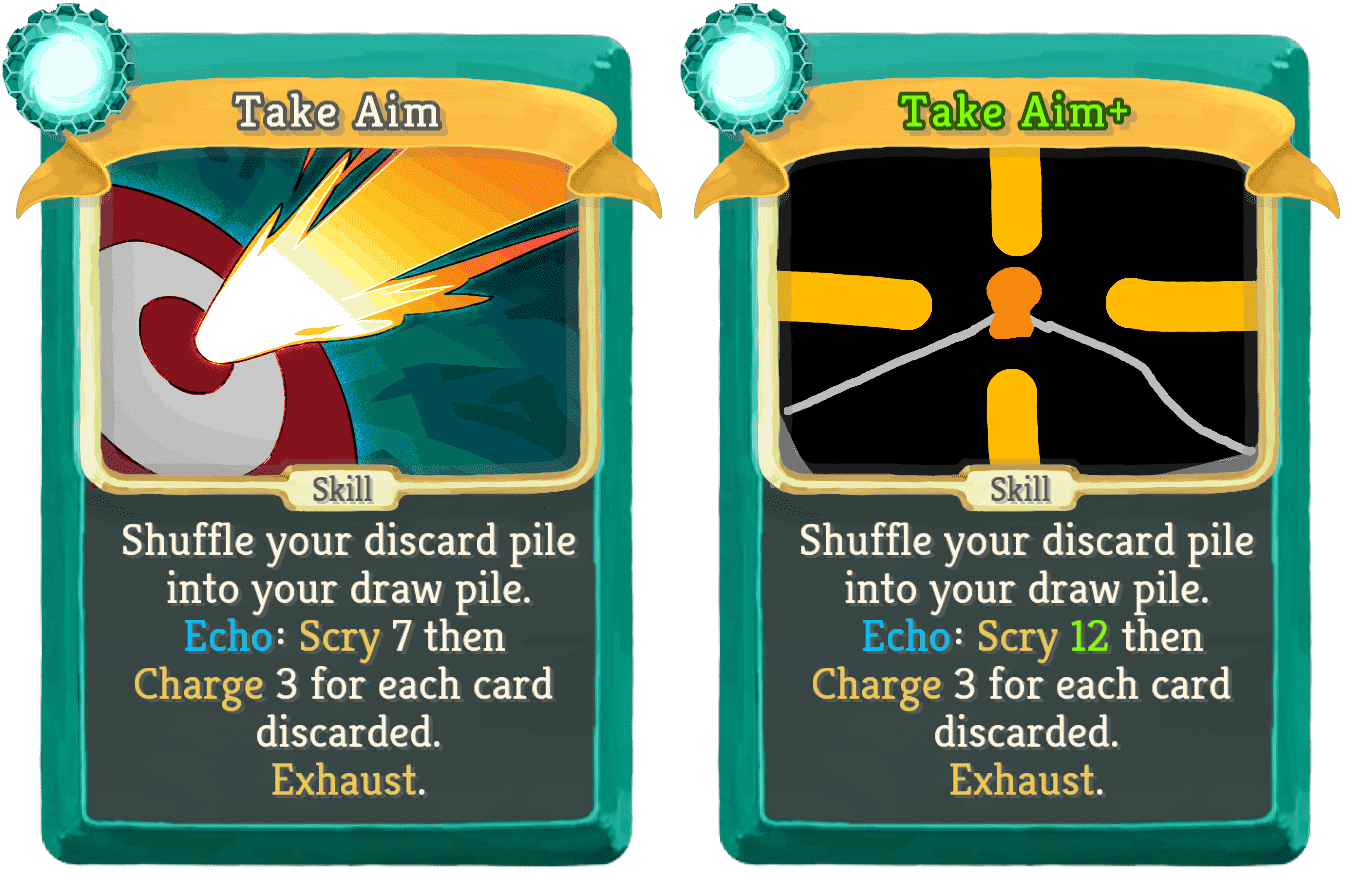 Take Aim
Skill
Shuffle your discard pile
into your draw pile.
Echo: Scry 7 then
Charge 3 for each card
discarded.
Exhaust.
Take Aim+
Skill
Shuffle your discard pile
into your draw pile.
Echo: Scry 12 then
Charge 3 for each card
discarded.
Exhaust.